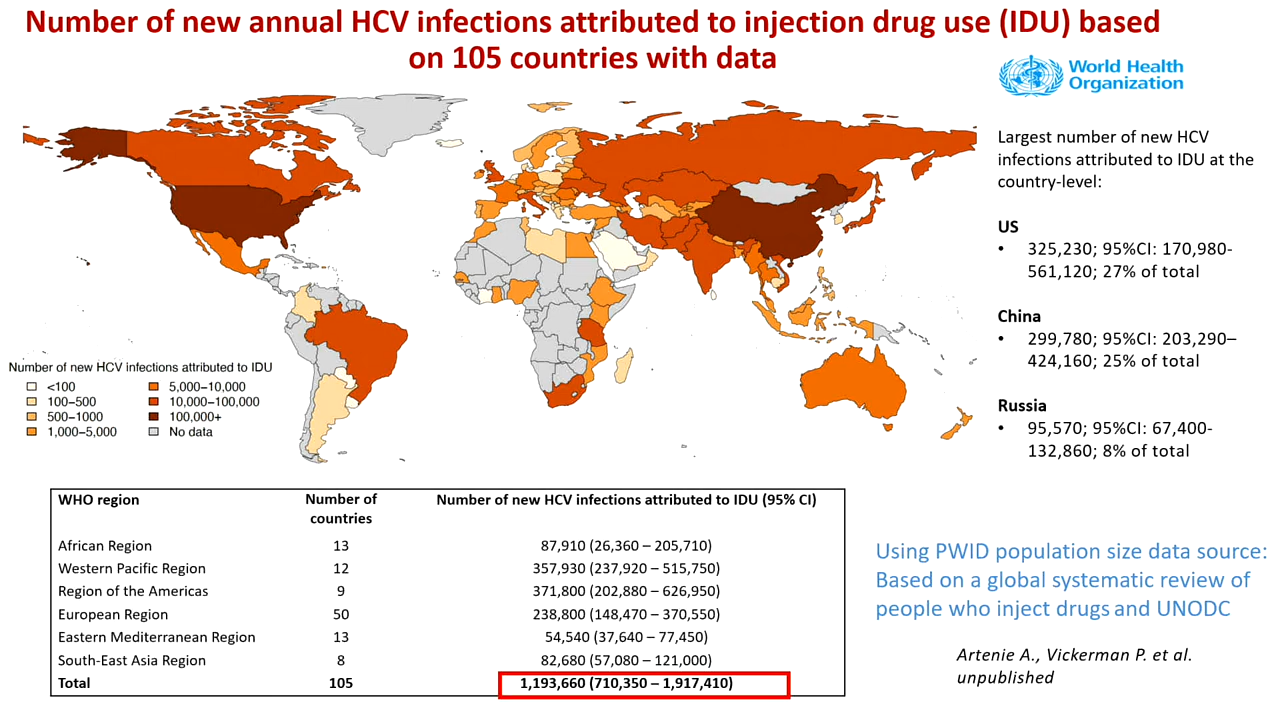 Number of new annual HCV infections attributed to injection drug use (IDU) based
on 105 countries with data
World Health
Organization
Largest number of new HCV
infections attributed to IDU at the
country-level:
US
• 325,230; 95%CI: 170,980-
561,120; 27% of total
China
• 299,780; 95%CI: 203,290–
424,160; 25% of total
Russia
• 95,570; 95%CI: 67,400-
132,860; 8% of total
Number of new HCV infections attributed to IDU
<100 5,000−10,000
100−500 10,000−100,000
500−1000 100,000+
1,000−5,000 No data
WHO region Number of countries Number of new HCV infections attributed to IDU (95% CI)
African Region 13 87,910 (26,360 – 205,710)
Western Pacific Region 12 357,930 (237,920 – 515,750)
Region of the Americas 9 371,800 (202,880 – 626,950)
European Region 50 238,800 (148,470 – 370,550)
Eastern Mediterranean Region 13 54,540 (37,640 – 77,450)
South-East Asia Region 8 82,680 (57,080 – 121,000)
Total 105 1,193,660 (710,350 – 1,917,410)
Using PWID population size data source:
Based on a global systematic review of
people who inject drugs and UNODC
Artenie A., Vickerman P. et al.
unpublished